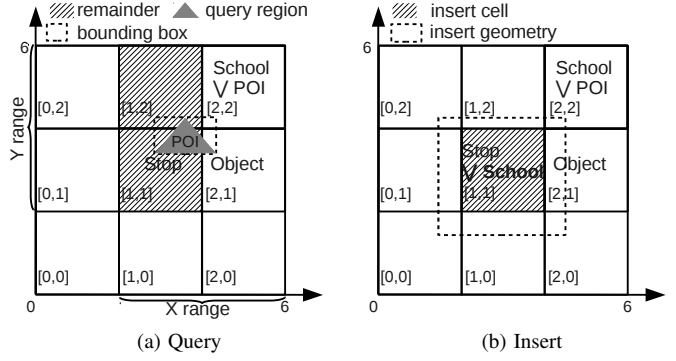 remainder query region
bounding box
6
School
V POI
[0,2] [1,2] [2,2]
POI
Stop Object
[0,1] [1,1] [2,1]
[0,0] [1,0] [2,0]
Y range
0 X range 6
(a) Query
insert cell
insert geometry
6
School
V POI
[0,2] [1,2] [2,2]
Stop Object
V School
[0,1] [1,1] [2,1]
[0,0] [1,0] [2,0]
0 6
(b) Insert